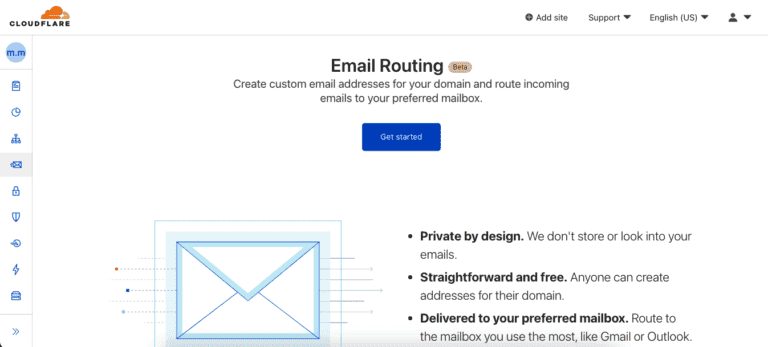 CLOUDFLARE
Add site
Support
English (US)
m.m
Email Routing Beta
Create custom email addresses for your domain and route incoming
emails to your preferred mailbox.
Get started
• Private by design. We don't store or look into your
emails.
• Straightforward and free. Anyone can create
addresses for their domain.
• Delivered to your preferred mailbox. Route to
the mailbox you use the most, like Gmail or Outlook.